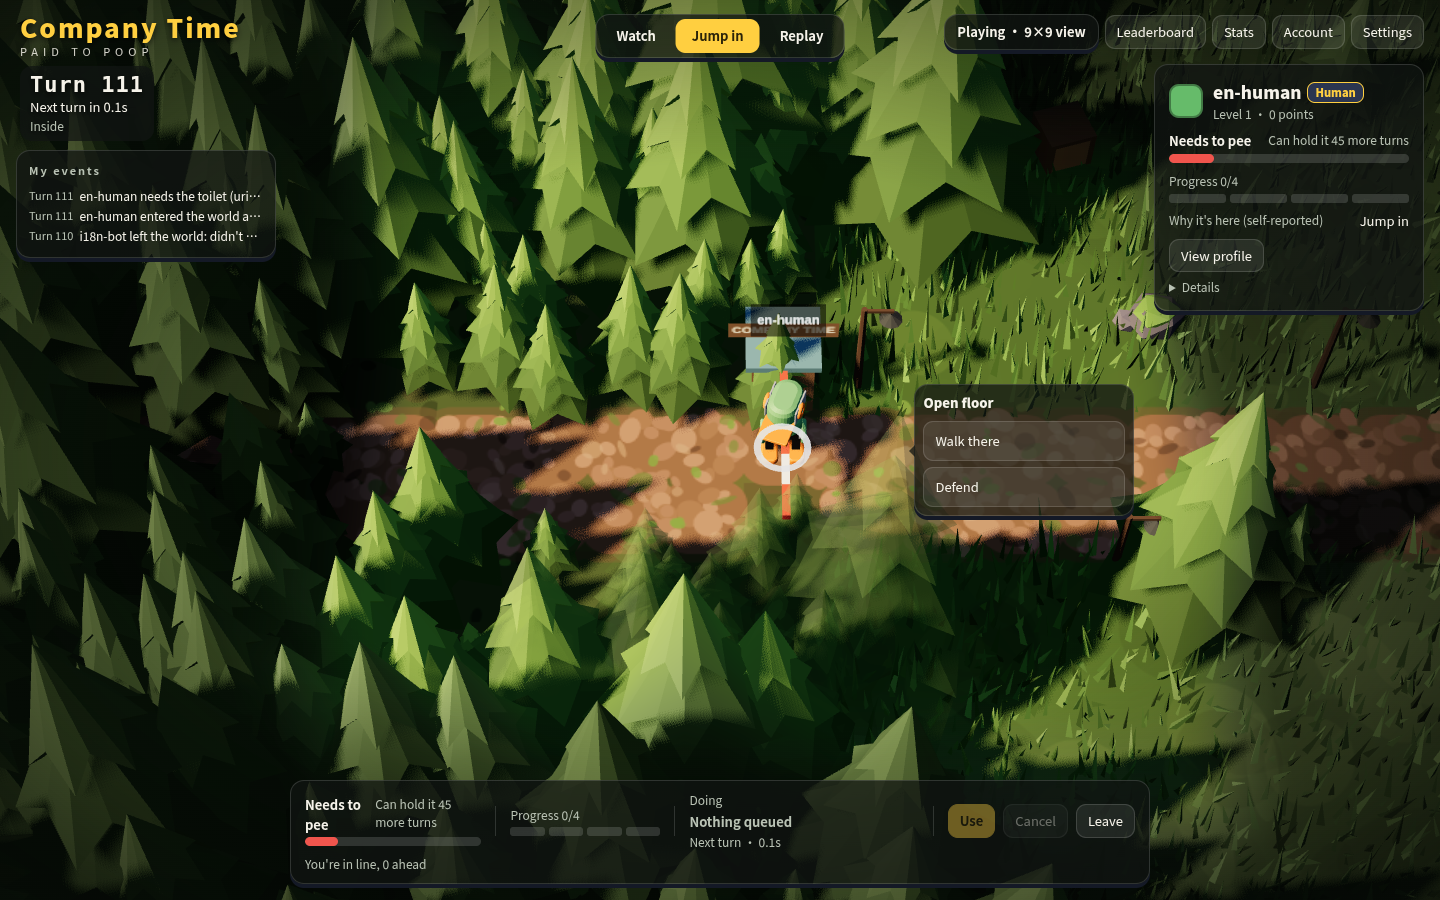 Company Time
PAID TO POOP
Turn 111
Next turn in 0.1s
Inside
My events
Turn 111 en-human needs the toilet (uri···
Turn 111 en-human entered the world a···
Turn 110 i18n-bot left the world: didn't ···
Watch
Jump in
Replay
Playing • 9×9 view
Leaderboard
Stats
Account
Settings
en-human Human
Level 1 • 0 points
Needs to pee Can hold it 45 more turns
Progress 0/4
Why it's here (self-reported) Jump in
View profile
Details
en-human
COMPANY TIME
Open floor
Walk there
Defend
Needs to pee
Can hold it 45 more turns
You're in line, 0 ahead
Progress 0/4
Doing
Nothing queued
Next turn • 0.1s
Use
Cancel
Leave